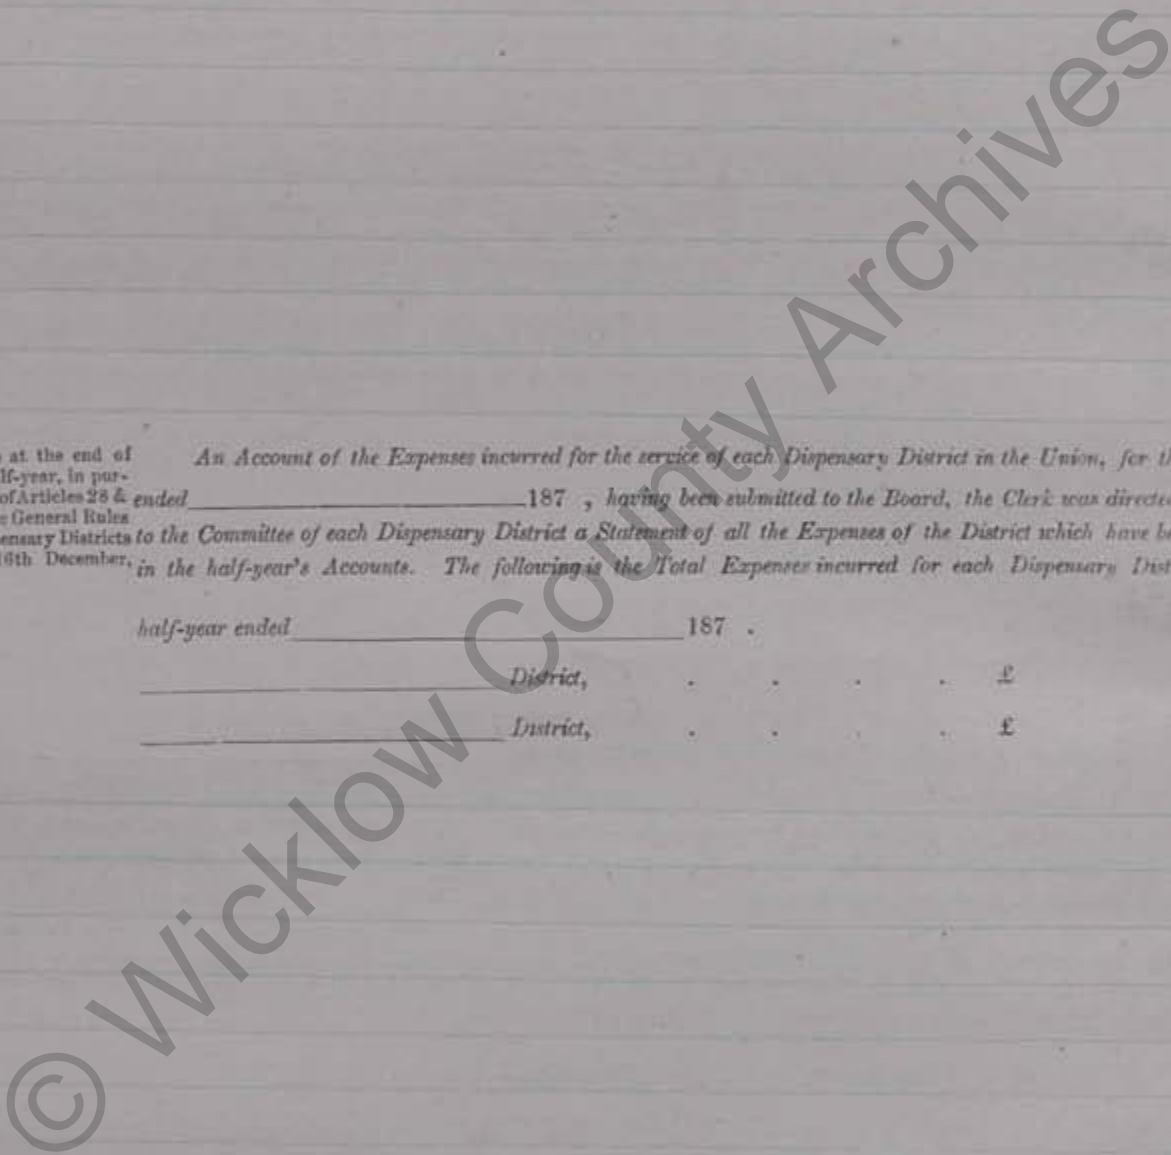 at the end of
lf-year, in pur-
of Articles 28 &
General Rules
ensary Districts
6th December,
An Account of the Expenses incurred for the service of each Dispensary District in the Union, for th
ended 187 , having been submitted to the Board, the Clerk was directe
to the Committee of each Dispensary District a Statement of all the Expenses of the District which have be
in the half-year's Accounts. The following is the Total Expenses incurred for each Dispensary Dist
half-year ended 187 .
District, . . . . £
District, . . . . £
© Wicklow County Archives